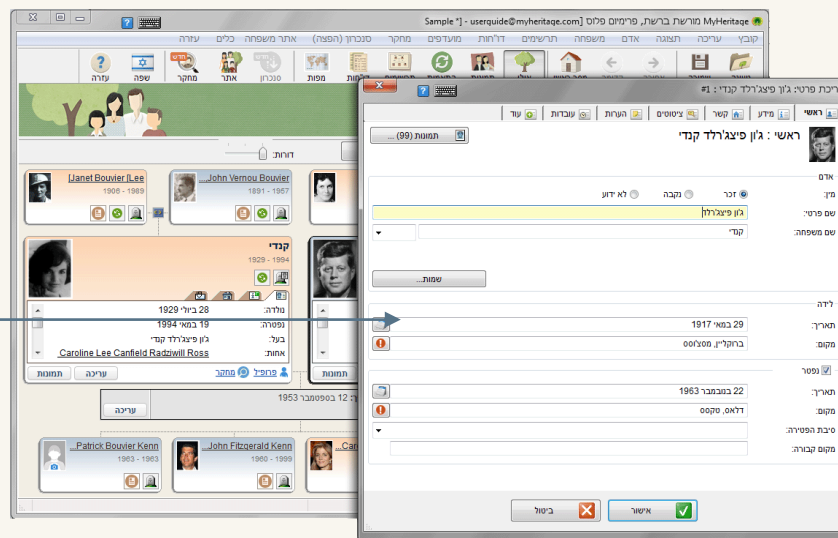 MyHeritage מורשת ברשת, פרימיום פלוס [userquide@myheritage.com] - Sample *]
קובץ עריכה תצוגה אדם משפחה תרשימים דו"חות מועדפים מחקר סנכרון (הפצה) אתר משפחה כלים עזרה
מפות סנכרון אתר מחקר שפה עזרה
חדש
דורות:
Janet Bouvier [Lee]
1906 - 1989
John Vernou Bouvier...
1891 - 1957
קנדי
1929 - 1994
נולדה: 28 ביולי 1929
נפטרה: 19 במאי 1994
בעל: ג'ון פיצג'רלד קנדי
אחות: Caroline Lee Canfield Radziwill Ross
פרופיל מחקר עריכה תמונות
תמונות
12 בספטמבר 1953
עריכה
Patrick Bouvier Kenn...
1963 - 1963
John Fitzgerald Kenn...
1960 - 1999
...Car
עריכת פרטי: ג'ון פיצג'רלד קנדי : #1
ראשי מידע קשר ציטוטים הערות עובדות עוד
ראשי : ג'ון פיצג'רלד קנדי
תמונות (99) ...
אדם
מין: זכר נקבה לא ידוע
שם פרטי: ג'ון פיצג'רלד
שם משפחה: קנדי
שמות...
לידה
תאריך: 29 במאי 1917
מקום: ברוקליין, מסצ'וסס
נפטר
תאריך: 22 בנובמבר 1963
מקום: דלאס, טקסס
סיבת הפטירה:
מקום קבורה:
אישור
ביטול